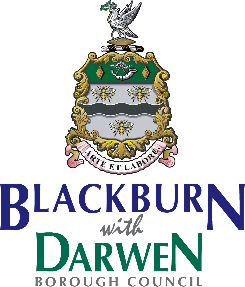 ARTE ET LABORE
BLACKBURN
with
DARWEN
BOROUGH COUNCIL